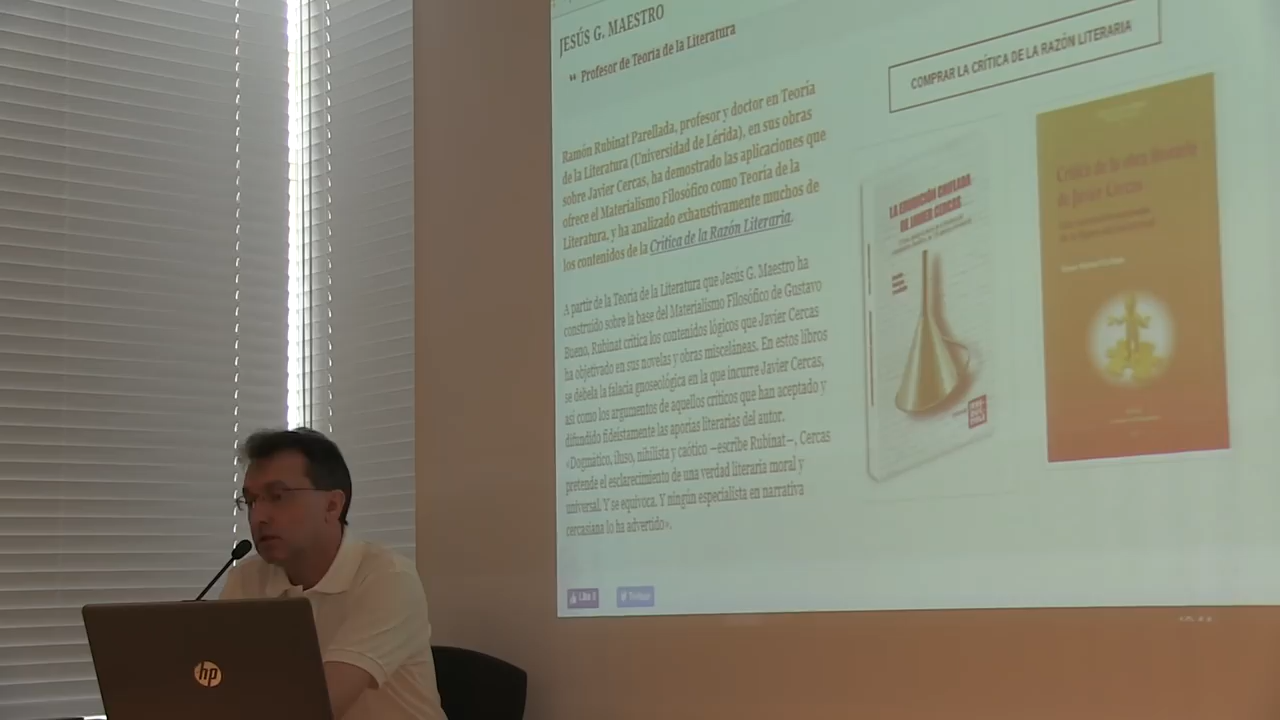 JESÚS G. MAESTRO
“ Profesor de Teoría de la Literatura
Ramón Rubinat Parellada, profesor y doctor en Teoría
de la Literatura (Universidad de Lérida), en sus obras
sobre Javier Cercas, ha demostrado las aplicaciones que
ofrece el Materialismo Filosófico como Teoría de la
Literatura, y ha analizado exhaustivamente muchos de
los contenidos de la Crítica de la Razón Literaria.
A partir de la Teoría de la Literatura que Jesús G. Maestro ha
construido sobre la base del Materialismo Filosófico de Gustavo
Bueno, Rubinat critica los contenidos lógicos que Javier Cercas
ha objetivado en sus novelas y obras misceláneas. En estos libros
se debela la falacia gnoseológica en la que incurre Javier Cercas,
así como los argumentos de aquellos críticos que han aceptado y
difundido fideístamente las aporías literarias del autor.
«Dogmático, iluso, nihilista y caótico —escribe Rubinat—, Cercas
pretende el esclarecimiento de una verdad literaria moral y
universal. Y se equivoca. Y ningún especialista en narrativa
cercasiana lo ha advertido».
Like 0
Twittear
COMPRAR LA CRÍTICA DE LA RAZÓN LITERARIA
DE JAVIER CERCAS
Crítica de la obra literaria
de Javier Cercas
hp